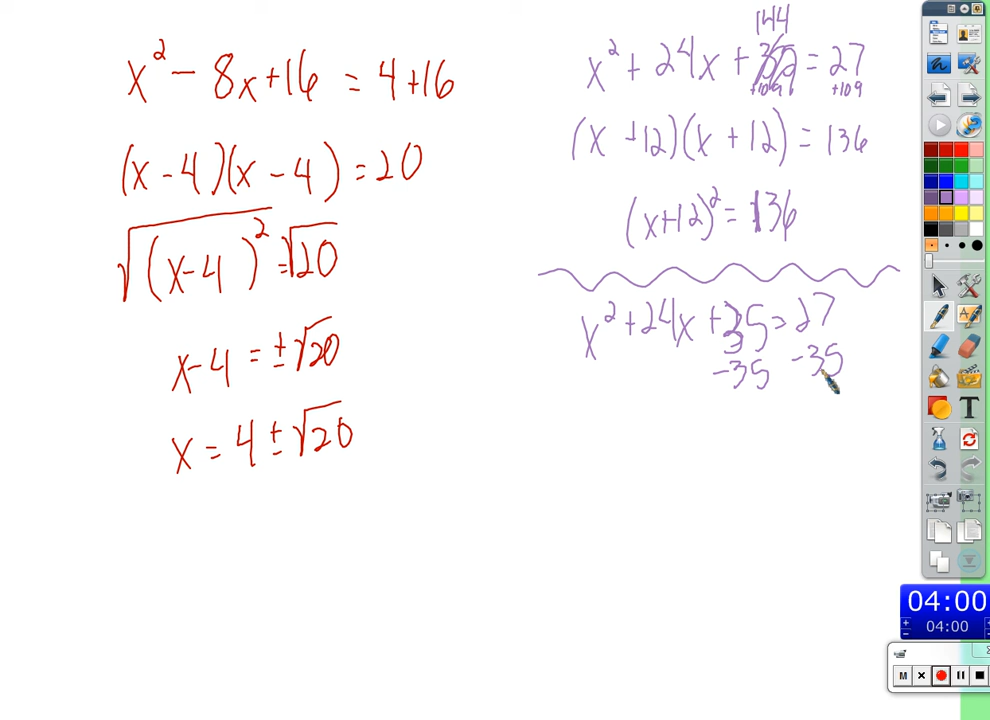 x² - 8x + 16 = 4 + 16
(x - 4)(x - 4) = 20
√(x - 4)² = √20
x - 4 = ± √20
x = 4 ± √20
144
x² + 24x + = 27
+109 +109
(x + 12)(x + 12) = 136
(x + 12)² = 136
x² + 24x + 35 = 27
-35 -35
T
04:00
04:00
M